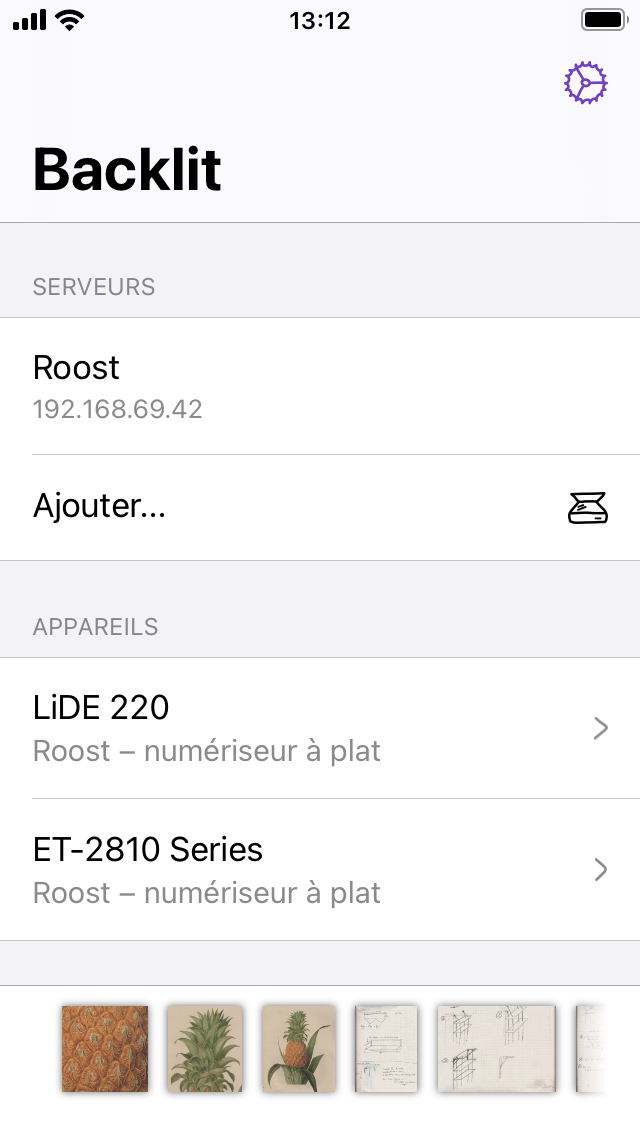 13:12
Backlit
SERVEURS
Roost
192.168.69.42
Ajouter...
APPAREILS
LiDE 220
Roost – numériseur à plat
ET-2810 Series
Roost – numériseur à plat